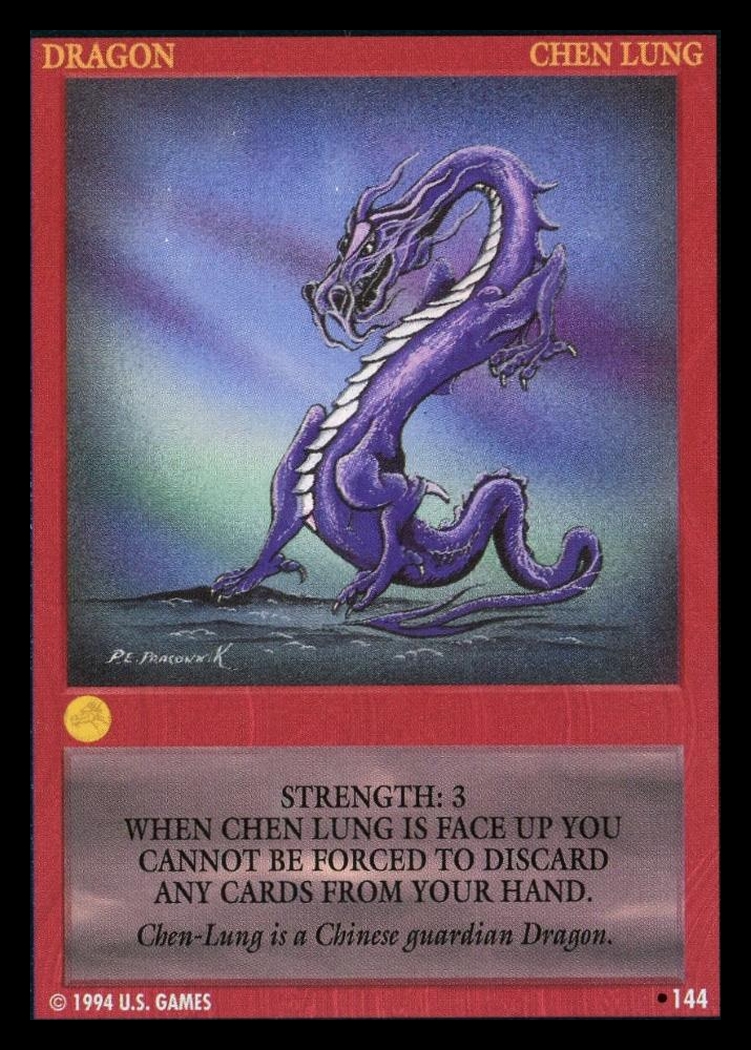 DRAGON
CHEN LUNG
STRENGTH: 3
WHEN CHEN LUNG IS FACE UP YOU
CANNOT BE FORCED TO DISCARD
ANY CARDS FROM YOUR HAND.
Chen-Lung is a Chinese guardian Dragon.
© 1994 U.S. GAMES
•144